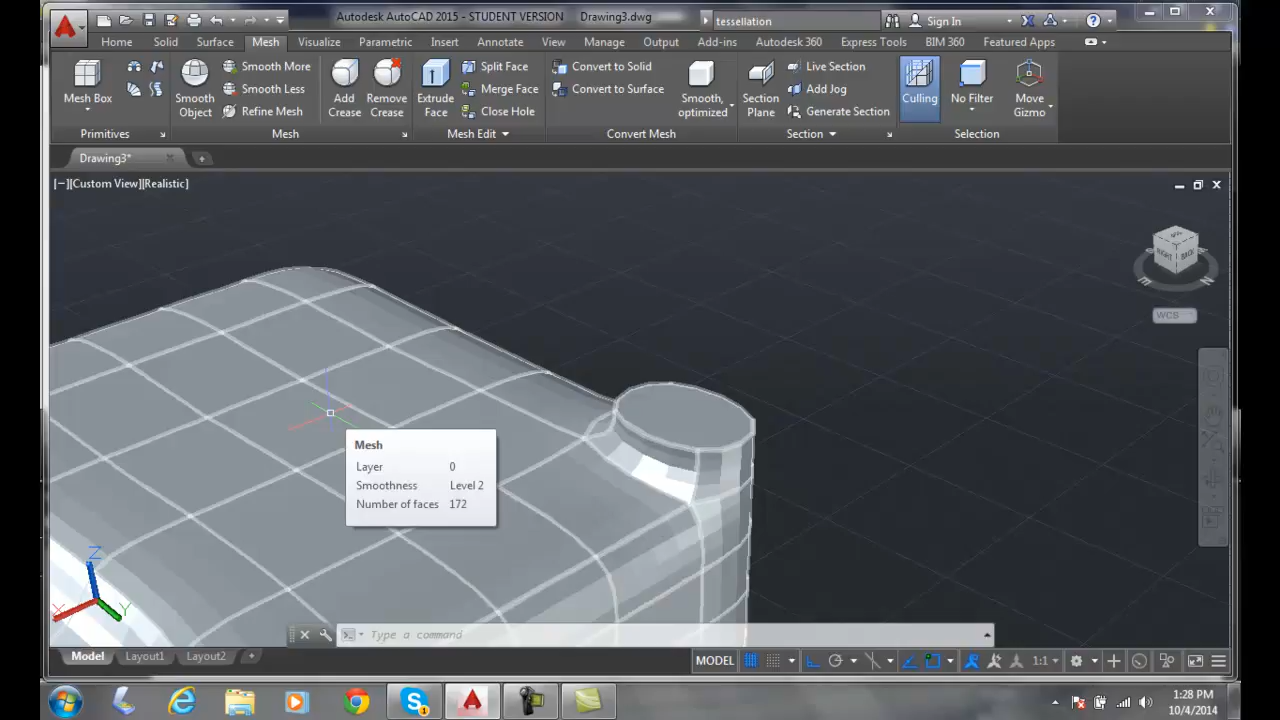 Autodesk AutoCAD 2015 - STUDENT VERSION Drawing3.dwg
tessellation
Sign In
Home Solid Surface Mesh Visualize Parametric Insert Annotate View Manage Output Add-ins Autodesk 360 Express Tools BIM 360 Featured Apps
Mesh Box
Primitives
Smooth Object
Smooth More
Smooth Less
Refine Mesh
Mesh
Add Crease
Remove Crease
Extrude Face
Split Face
Merge Face
Close Hole
Mesh Edit
Convert to Solid
Convert to Surface
Smooth, optimized
Convert Mesh
Section Plane
Live Section
Add Jog
Generate Section
Section
Culling
No Filter
Move Gizmo
Selection
Drawing3*
[−][Custom View][Realistic]
RIGHT BACK
WCS
Mesh
Layer 0
Smoothness Level 2
Number of faces 172
Z
X
Y
Type a command
Model Layout1 Layout2
MODEL
1:1
1:28 PM
10/4/2014